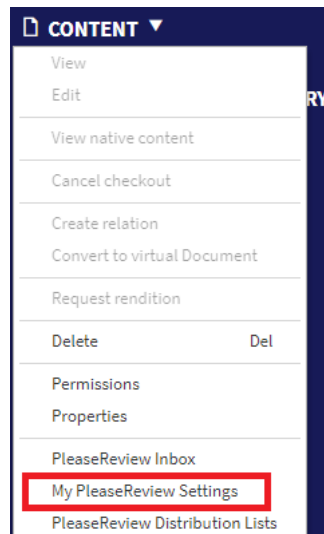 CONTENT ▼
View
RY
Edit
View native content
Cancel checkout
Create relation
Convert to virtual Document
Request rendition
Delete Del
Permissions
Properties
PleaseReview Inbox
My PleaseReview Settings
PleaseReview Distribution Lists